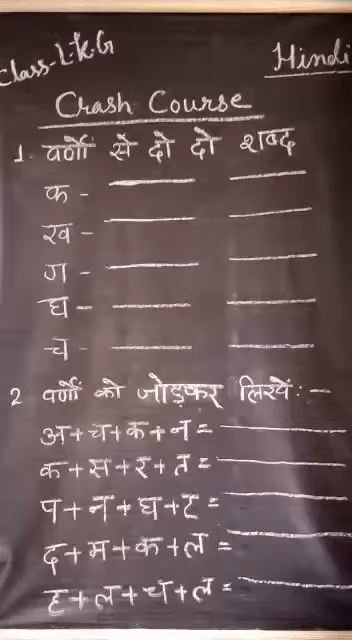 Class-L.K.G
Hindi
Crash Course
1. वर्णों से दो दो शब्द
क -
ख -
ग -
घ -
च -
2 वर्णों को जोड़कर लिखें:-
अ+च+क+न=
क+स+र+त=
प+न+घ+ट=
द+म+क+ल=
ह+ल+च+ल=